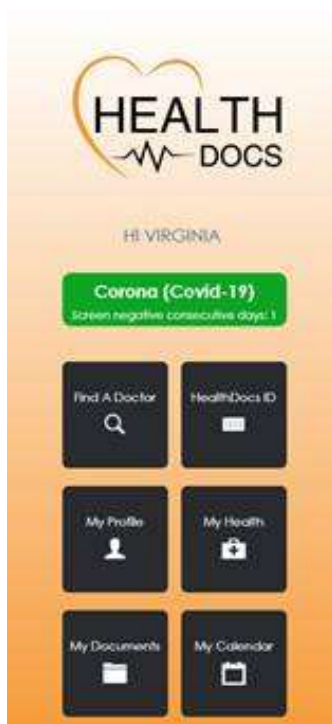 HEALTH
DOCS
HI VIRGINIA
Corona (Covid-19)
Screen negative consecutive days: 1
Find A Doctor
HealthDocs ID
My Profile
My Health
My Documents
My Calendar